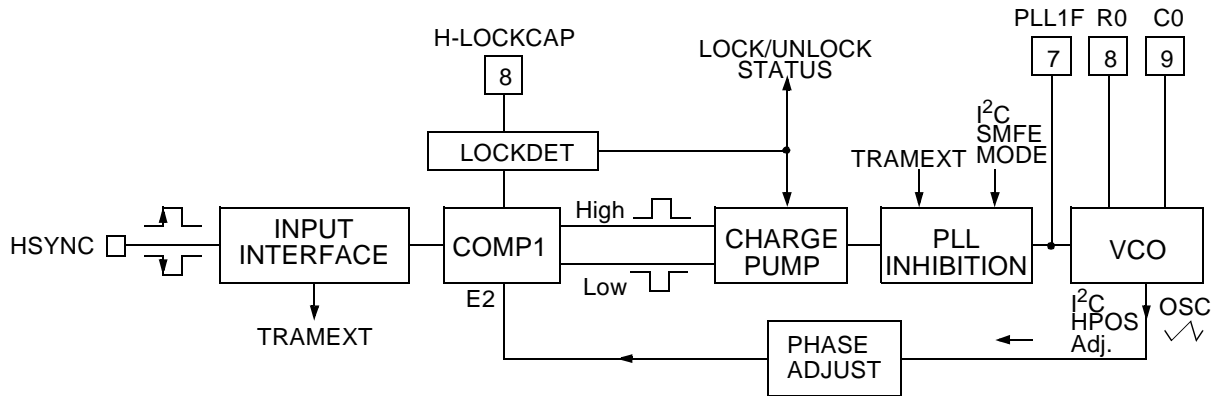 PLL1F R0 C0
H-LOCKCAP
LOCK/UNLOCK
STATUS
7 8 9
8
I²C
SMFE
MODE
LOCKDET
TRAMEXT
HSYNC
INPUT
INTERFACE
COMP1
High
Low
CHARGE
PUMP
PLL
INHIBITION
VCO
E2
TRAMEXT
I²C
HPOS
Adj.
OSC
PHASE
ADJUST